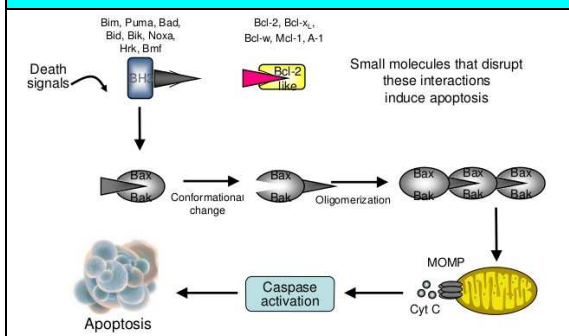 Bim, Puma, Bad,
Bid, Bik, Noxa,
Hrk, Bmf
Bcl-2, Bcl-xL,
Bcl-w, Mcl-1, A-1
Death
signals
BH3
Bcl-2
like
Small molecules that disrupt
these interactions
induce apoptosis
Bax
Bak
Conformational
change
Bax
Bak
Oligomerization
Bax Bax Bax
Bak Bak Bak
MOMP
Cyt C
Caspase
activation
Apoptosis